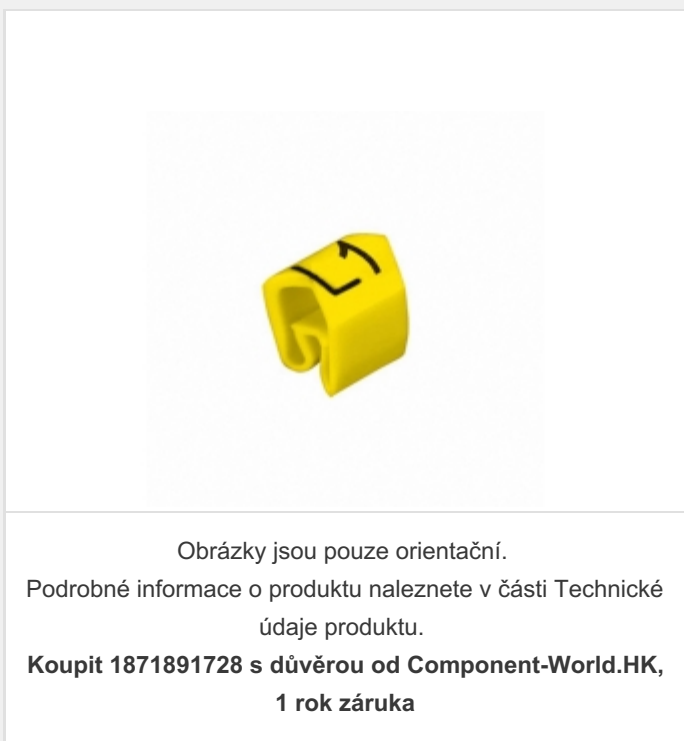 L1
Obrázky jsou pouze orientační.
Podrobné informace o produktu naleznete v části Technické
údaje produktu.
Koupit 1871891728 s důvěrou od Component-World.HK,
1 rok záruka